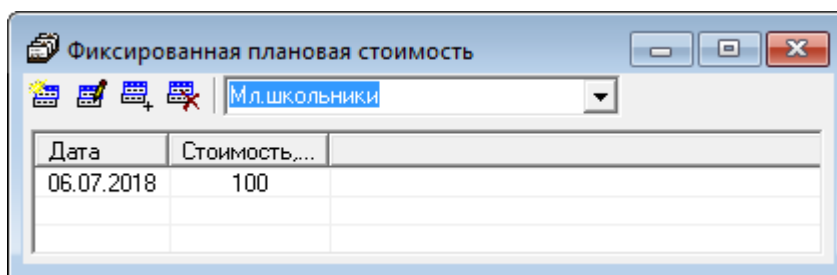 Фиксированная плановая стоимость
Мл.школьники
Дата Стоимость,...
06.07.2018 100